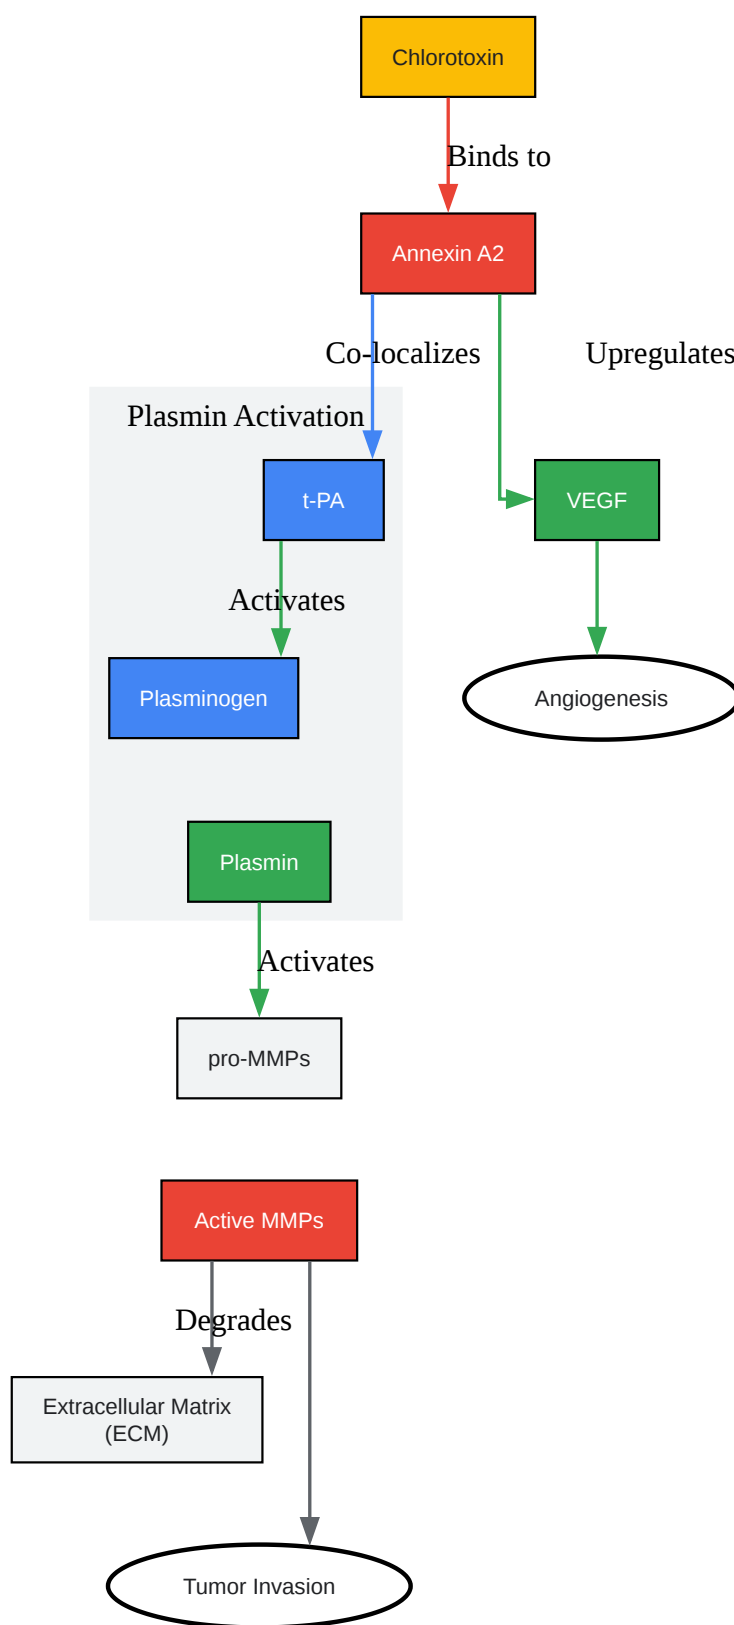 Chlorotoxin
Binds to
Annexin A2
Co-localizes
Upregulates
Plasmin Activation
t-PA
VEGF
Activates
Plasminogen
Angiogenesis
Plasmin
Activates
pro-MMPs
Active MMPs
Degrades
Extracellular Matrix
(ECM)
Tumor Invasion